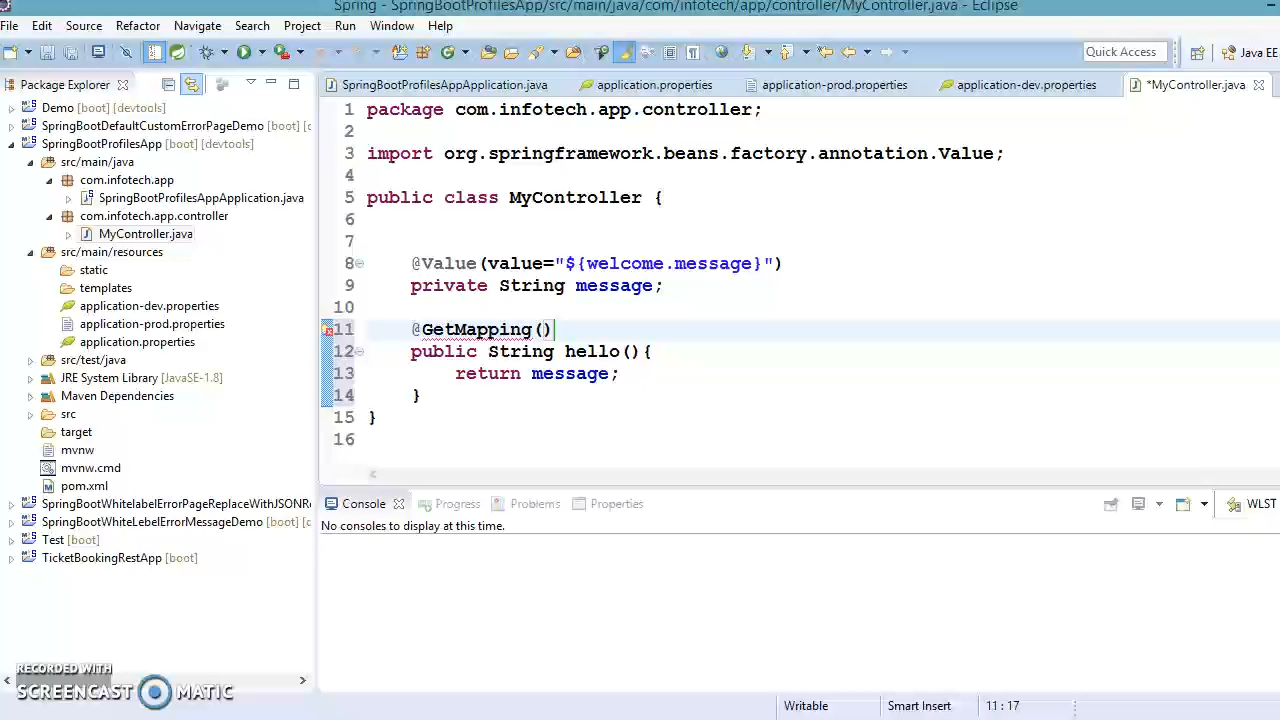 Spring - SpringBootProfilesApp/src/main/java/com/infotech/app/controller/MyController.java - Eclipse
File Edit Source Refactor Navigate Search Project Run Window Help
Quick Access
Java EE
Package Explorer
SpringBootProfilesAppApplication.java application.properties application-prod.properties application-dev.properties *MyController.java
Demo [boot] [devtools]
SpringBootDefaultCustomErrorPageDemo [boot] [
SpringBootProfilesApp [boot] [devtools]
src/main/java
com.infotech.app
SpringBootProfilesAppApplication.java
com.infotech.app.controller
MyController.java
src/main/resources
static
templates
application-dev.properties
application-prod.properties
application.properties
src/test/java
JRE System Library [JavaSE-1.8]
Maven Dependencies
src
target
mvnw
mvnw.cmd
pom.xml
SpringBootWhitelabelErrorPageReplaceWithJSONRe
SpringBootWhiteLebelErrorMessageDemo [boot] [d
Test [boot]
TicketBookingRestApp [boot]
1 package com.infotech.app.controller;
2
3 import org.springframework.beans.factory.annotation.Value;
4
5 public class MyController {
6
7
8 @Value(value="${welcome.message}")
9 private String message;
10
11 @GetMapping()
12 public String hello(){
13 return message;
14 }
15 }
16
Console Progress Problems Properties
WLST
No consoles to display at this time.
RECORDED WITH
SCREENCAST MATIC
Writable Smart Insert 11 : 17